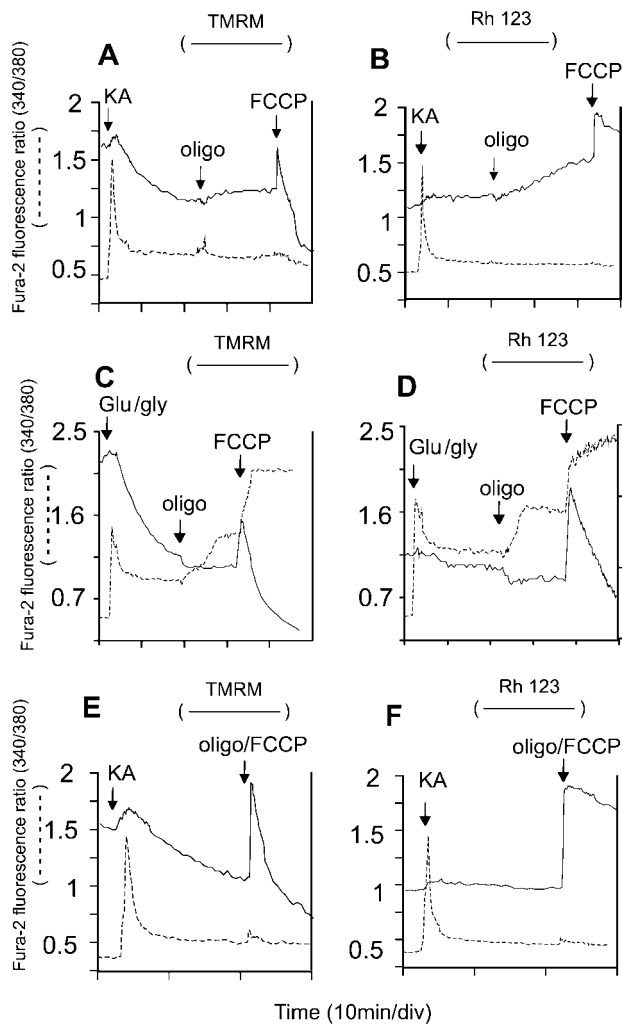 ( TMRM )
( Rh 123 )
A
B
Fura-2 fluorescence ratio (340/380)
( )
KA
oligo
FCCP
2
1.5
1
0.5
KA
oligo
FCCP
2
1.5
1
0.5
( TMRM )
( Rh 123 )
C
D
Fura-2 fluorescence ratio (340/380)
( )
Glu/gly
oligo
FCCP
2.5
1.6
0.7
Glu/gly
oligo
FCCP
2.5
1.6
0.7
( TMRM )
( Rh 123 )
E
F
Fura-2 fluorescence ratio (340/380)
( )
KA
oligo/FCCP
2
1.5
1
0.5
KA
oligo/FCCP
2
1.5
1
0.5
Time (10min/div)